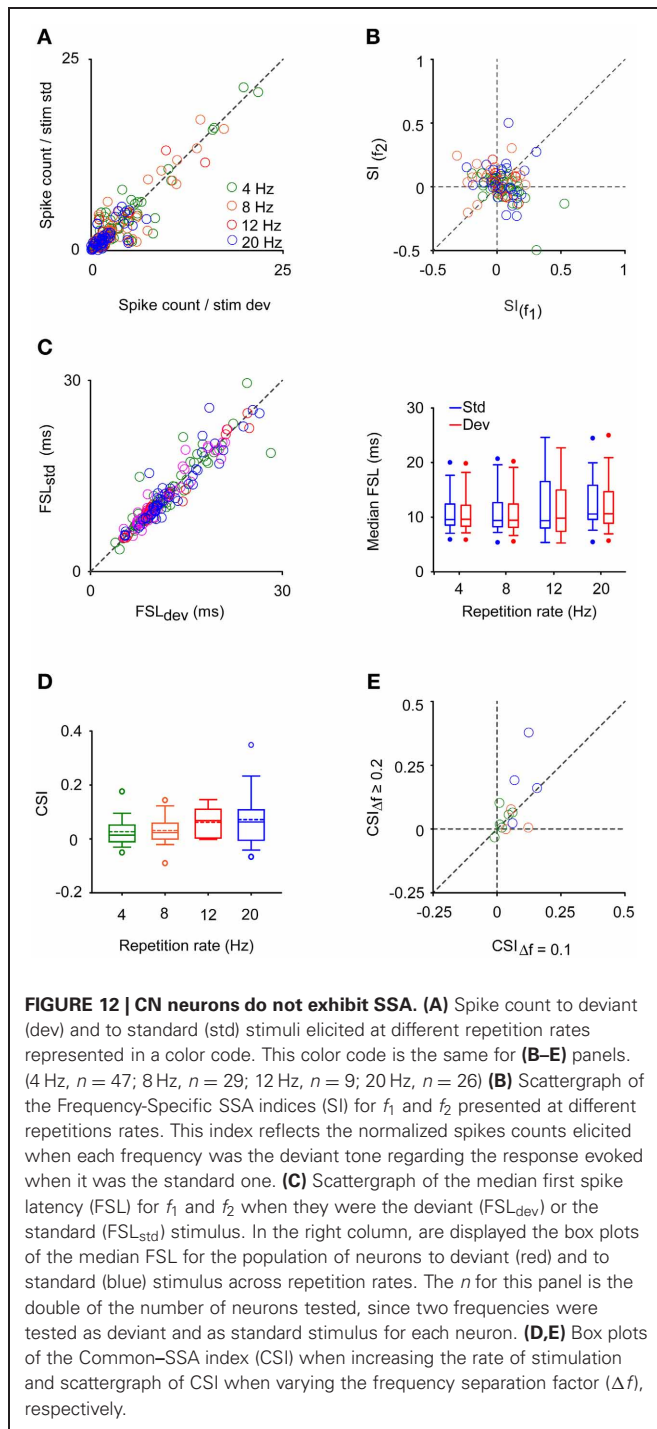 A
25
Spike count / stim std
0
0
25
Spike count / stim dev
4 Hz
8 Hz
12 Hz
20 Hz
B
1
0.5
SI(f2)
0
-0.5
-0.5
0
0.5
1
SI(f1)
C
30
FSLstd (ms)
0
0
30
FSLdev (ms)
Std
Dev
30
20
10
0
Median FSL (ms)
4
8
12
20
Repetition rate (Hz)
D
0.4
0.2
0
-0.2
CSI
4
8
12
20
Repetition rate (Hz)
E
0.5
0.25
0
-0.25
CSIΔf ≥ 0.2
-0.25
0
0.25
0.5
CSIΔf = 0.1
FIGURE 12 | CN neurons do not exhibit SSA. (A) Spike count to deviant
(dev) and to standard (std) stimuli elicited at different repetition rates
represented in a color code. This color code is the same for (B–E) panels.
(4 Hz, n = 47; 8 Hz, n = 29; 12 Hz, n = 9; 20 Hz, n = 26) (B) Scattergraph of
the Frequency-Specific SSA indices (SI) for f1 and f2 presented at different
repetitions rates. This index reflects the normalized spikes counts elicited
when each frequency was the deviant tone regarding the response evoked
when it was the standard one. (C) Scattergraph of the median first spike
latency (FSL) for f1 and f2 when they were the deviant (FSLdev) or the
standard (FSLstd) stimulus. In the right column, are displayed the box plots
of the median FSL for the population of neurons to deviant (red) and to
standard (blue) stimulus across repetition rates. The n for this panel is the
double of the number of neurons tested, since two frequencies were
tested as deviant and as standard stimulus for each neuron. (D,E) Box plots
of the Common–SSA index (CSI) when increasing the rate of stimulation
and scattergraph of CSI when varying the frequency separation factor (Δf),
respectively.